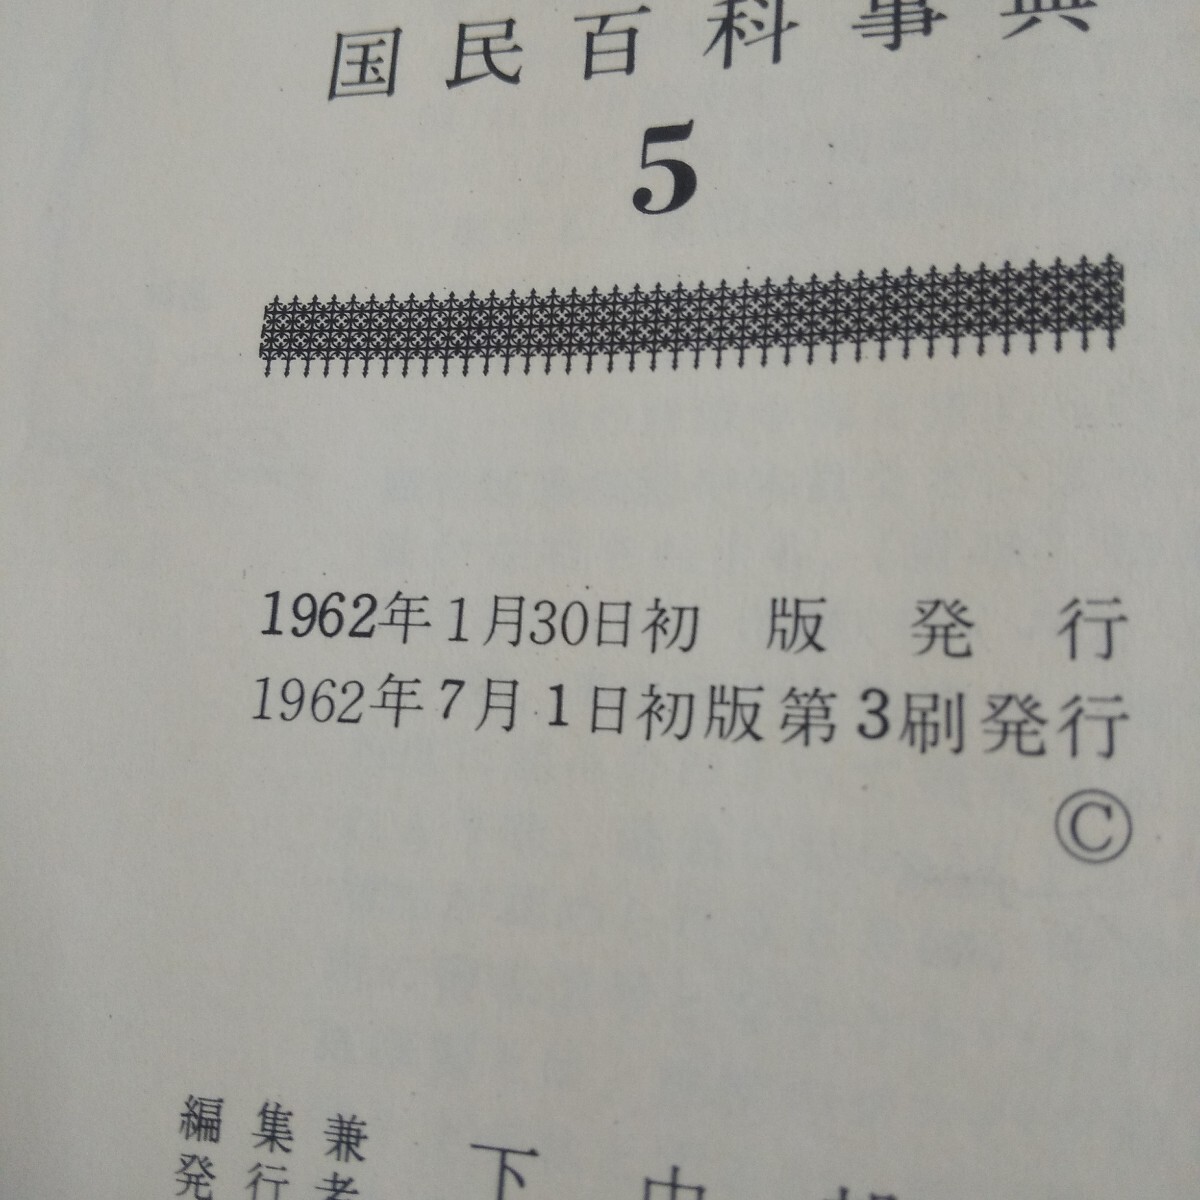 国民百科事典
5
1962年1月30日初版発行
1962年7月1日初版第3刷発行
©
編集兼
発行者
下中